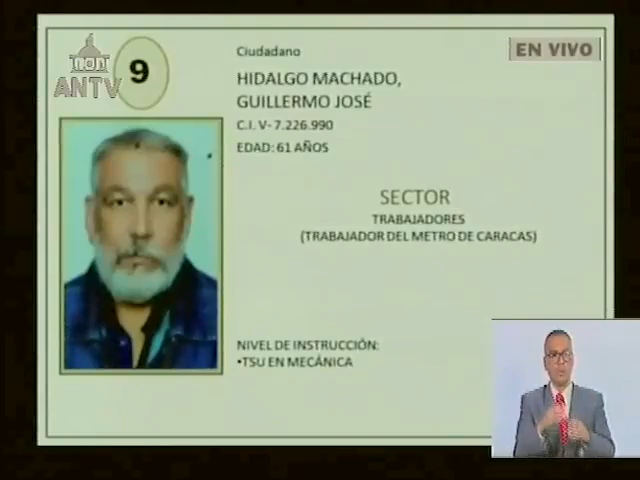 ANTV
9
EN VIVO
Ciudadano
HIDALGO MACHADO,
GUILLERMO JOSÉ
C.I. V- 7.226.990
EDAD: 61 AÑOS
SECTOR
TRABAJADORES
(TRABAJADOR DEL METRO DE CARACAS)
NIVEL DE INSTRUCCIÓN:
•TSU EN MECÁNICA